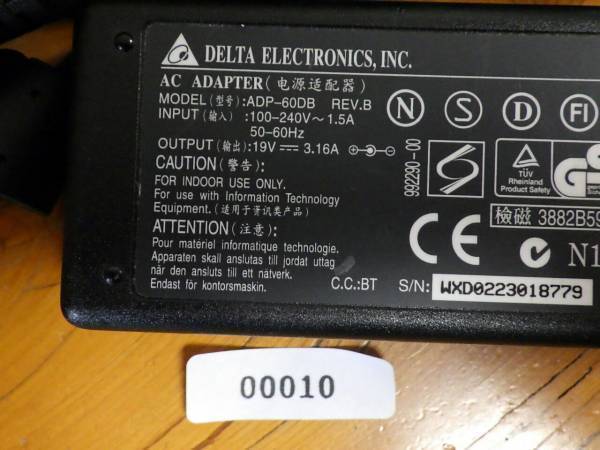 DELTA ELECTRONICS, INC.
AC ADAPTER (电源适配器)
MODEL (型号) :ADP-60DB REV.B
INPUT (输入) :100-240V～1.5A
50-60Hz
OUTPUT (输出) :19V ⎓ 3.16A
CAUTION (警告) :
FOR INDOOR USE ONLY.
For use with Information Technology
Equipment. (适用于资讯类产品)
ATTENTION (注意) :
Pour matériel informatique technologie.
Apparaten skall anslutas till jordat uttag
när den ansluts till ett nätverk.
Endast för kontorsmaskin.
C.C.:BT
N S D FI
992290-00
TÜV
Rheinland
Product Safety
GS
檢磁 3882B59
CE
N1
S/N: WXD0223018779
00010